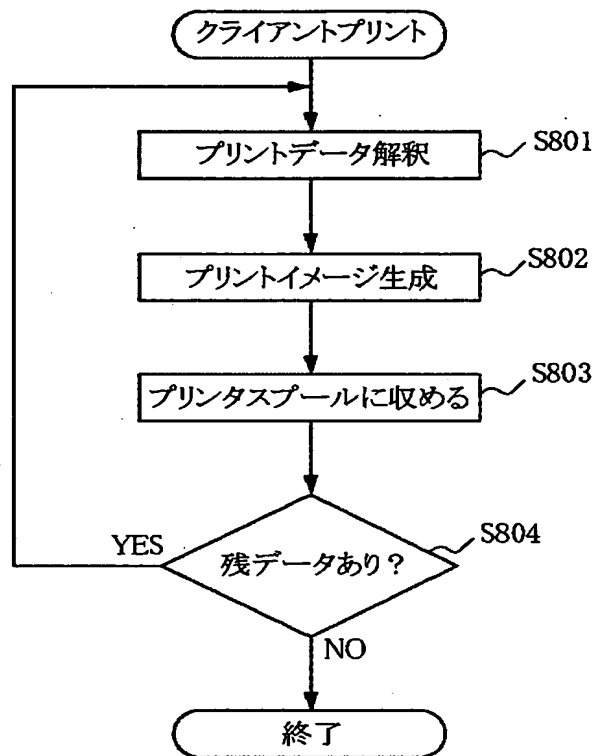 クライアントプリント
プリントデータ解釈
S801
プリントイメージ生成
S802
プリンタスプールに収める
S803
残データあり?
S804
YES
NO
終了